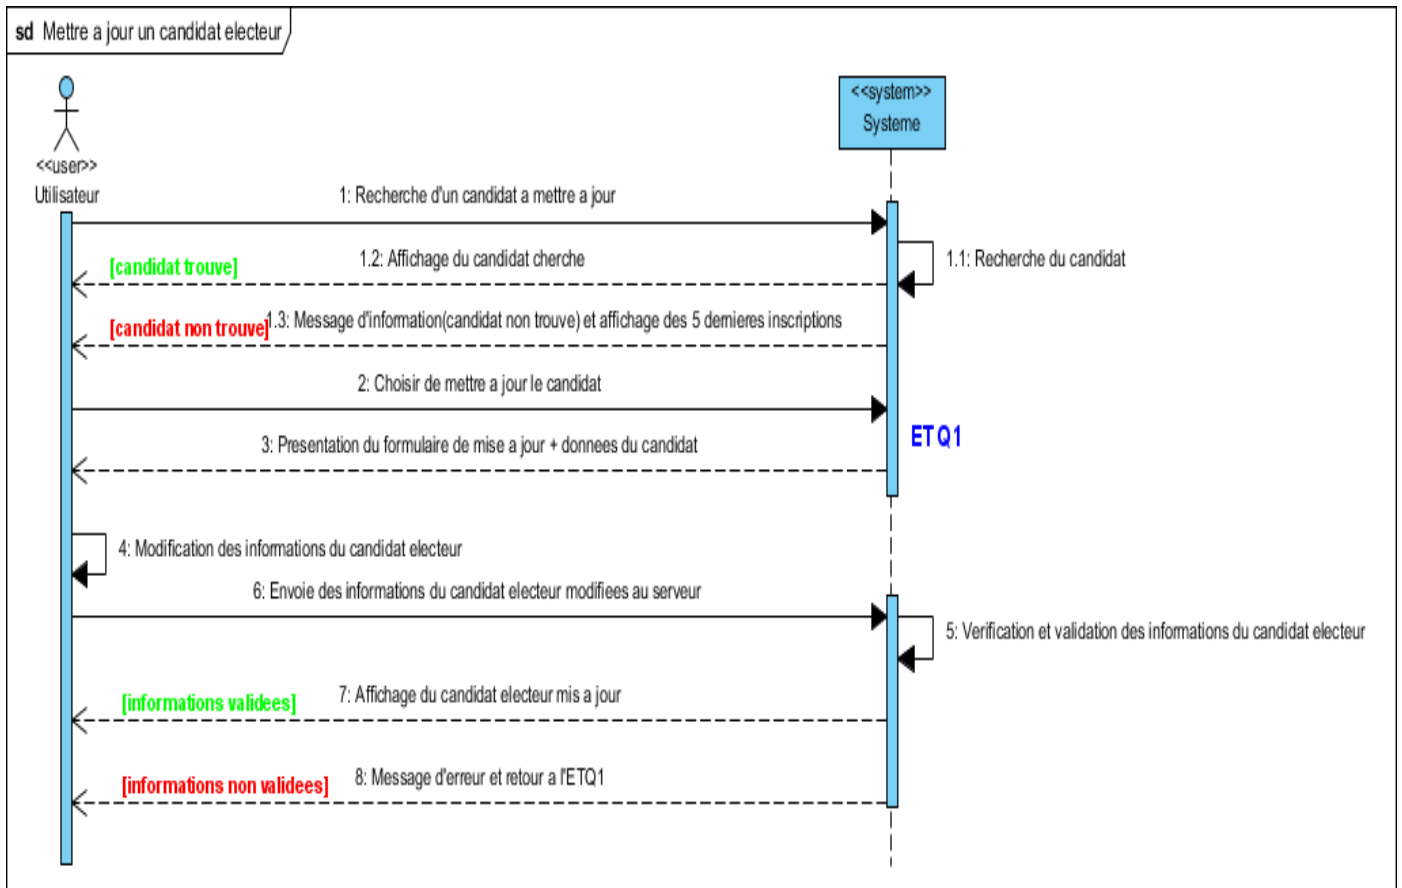 sd Mettre a jour un candidat electeur
<<system>>
Systeme
<<user>>
Utilisateur
1: Recherche d'un candidat a mettre a jour
1.1: Recherche du candidat
[candidat trouve]
1.2: Affichage du candidat cherche
[candidat non trouve]
1.3: Message d'information(candidat non trouve) et affichage des 5 dernieres inscriptions
2: Choisir de mettre a jour le candidat
ETQ1
3: Presentation du formulaire de mise a jour + donnees du candidat
4: Modification des informations du candidat electeur
6: Envoie des informations du candidat electeur modifiees au serveur
5: Verification et validation des informations du candidat electeur
[informations validees]
7: Affichage du candidat electeur mis a jour
[informations non validees]
8: Message d'erreur et retour a l'ETQ1